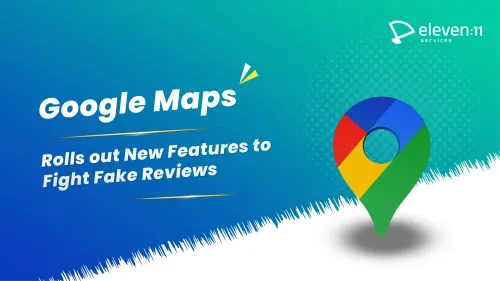 eleven:11
services
Google Maps
Rolls out New Features to
Fight Fake Reviews